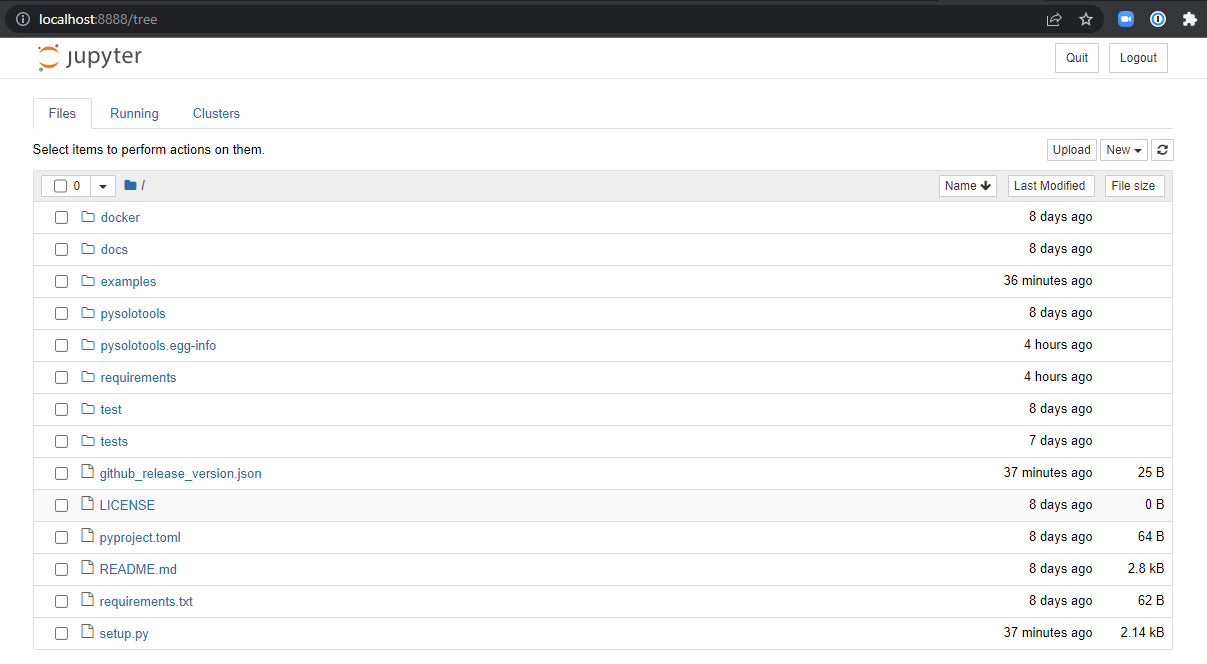 localhost:8888/tree
jupyter
Quit Logout
Files Running Clusters
Select items to perform actions on them.
Upload New
0 / Name Last Modified File size
docker 8 days ago
docs 8 days ago
examples 36 minutes ago
pysolotools 8 days ago
pysolotools.egg-info 4 hours ago
requirements 4 hours ago
test 8 days ago
tests 7 days ago
github_release_version.json 37 minutes ago 25 B
LICENSE 8 days ago 0 B
pyproject.toml 8 days ago 64 B
README.md 8 days ago 2.8 kB
requirements.txt 8 days ago 62 B
setup.py 37 minutes ago 2.14 kB